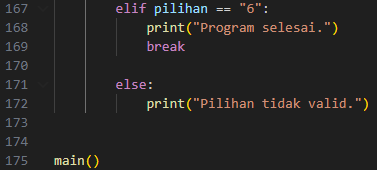 167 elif pilihan == "6":
168 print("Program selesai.")
169 break
170
171 else:
172 print("Pilihan tidak valid.")
173
174
175 main()